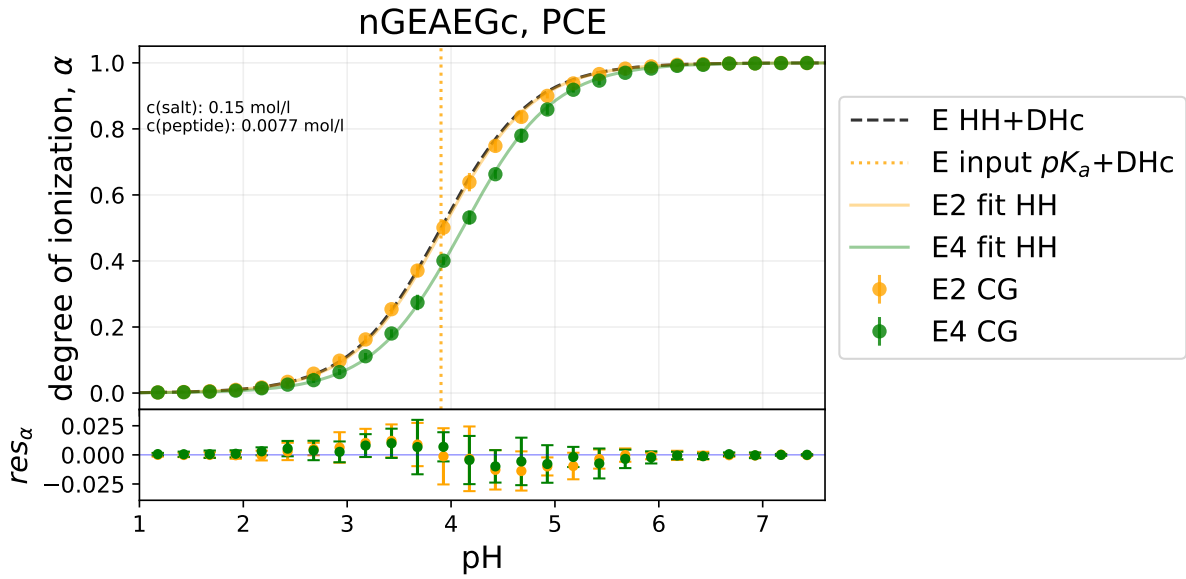 nGEAEGc, PCE
degree of ionization, α
1.0
0.8
0.6
0.4
0.2
0.0
c(salt): 0.15 mol/l
c(peptide): 0.0077 mol/l
E HH+DHc
E input pKₐ+DHc
E2 fit HH
E4 fit HH
E2 CG
E4 CG
res_α
0.025
0.000
−0.025
1 2 3 4 5 6 7
pH